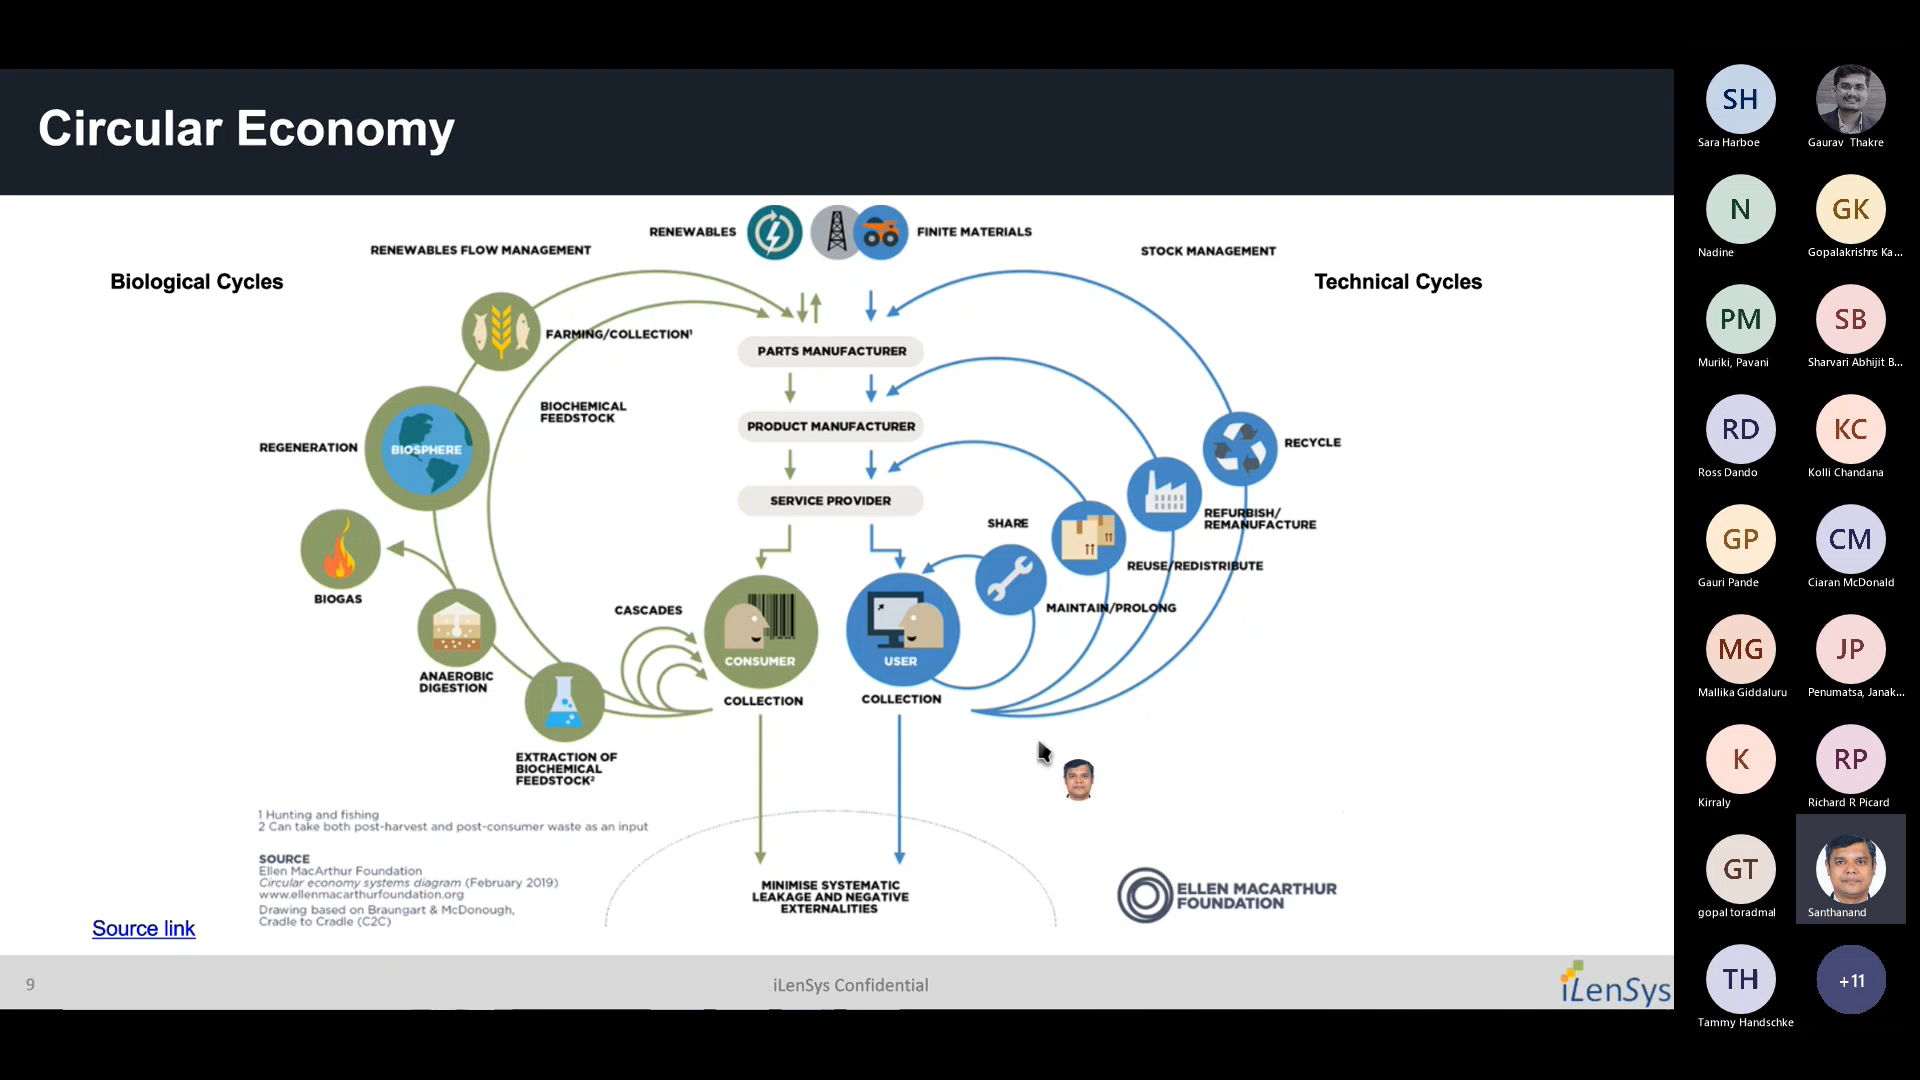 Circular Economy
RENEWABLES
FINITE MATERIALS
RENEWABLES FLOW MANAGEMENT
STOCK MANAGEMENT
Biological Cycles
Technical Cycles
FARMING/COLLECTION¹
PARTS MANUFACTURER
BIOCHEMICAL
FEEDSTOCK
PRODUCT MANUFACTURER
REGENERATION
BIOSPHERE
RECYCLE
SERVICE PROVIDER
SHARE
REFURBISH/
REMANUFACTURE
REUSE/REDISTRIBUTE
BIOGAS
CASCADES
MAINTAIN/PROLONG
CONSUMER
USER
ANAEROBIC
DIGESTION
COLLECTION
COLLECTION
EXTRACTION OF
BIOCHEMICAL
FEEDSTOCK²
1 Hunting and fishing
2 Can take both post-harvest and post-consumer waste as an input
SOURCE
Ellen MacArthur Foundation
Circular economy systems diagram (February 2019)
www.ellenmacarthurfoundation.org
Drawing based on Braungart & McDonough,
Cradle to Cradle (C2C)
MINIMISE SYSTEMATIC
LEAKAGE AND NEGATIVE
EXTERNALITIES
ELLEN MACARTHUR
FOUNDATION
Source link
9
iLenSys Confidential
iLenSys
SH
Sara Harboe
Gaurav Thakre
N
Nadine
GK
Gopalakrishns Ka...
PM
Muriki, Pavani
SB
Sharvari Abhijit B...
RD
Ross Dando
KC
Kolli Chandana
GP
Gauri Pande
CM
Ciaran McDonald
MG
Mallika Giddaluru
JP
Penumatsa, Janak...
K
Kirraly
RP
Richard R Picard
GT
gopal toradmal
Santhanand
TH
Tammy Handschke
+11